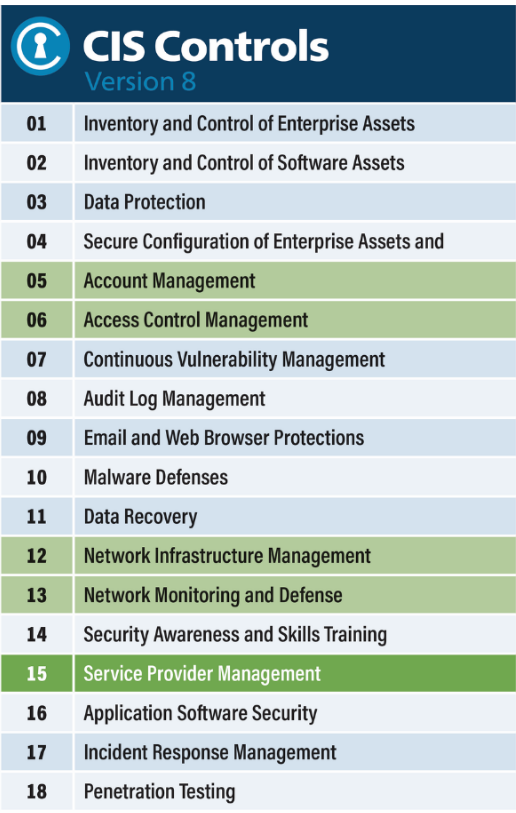 CIS Controls
Version 8
01 Inventory and Control of Enterprise Assets
02 Inventory and Control of Software Assets
03 Data Protection
04 Secure Configuration of Enterprise Assets and
05 Account Management
06 Access Control Management
07 Continuous Vulnerability Management
08 Audit Log Management
09 Email and Web Browser Protections
10 Malware Defenses
11 Data Recovery
12 Network Infrastructure Management
13 Network Monitoring and Defense
14 Security Awareness and Skills Training
15 Service Provider Management
16 Application Software Security
17 Incident Response Management
18 Penetration Testing